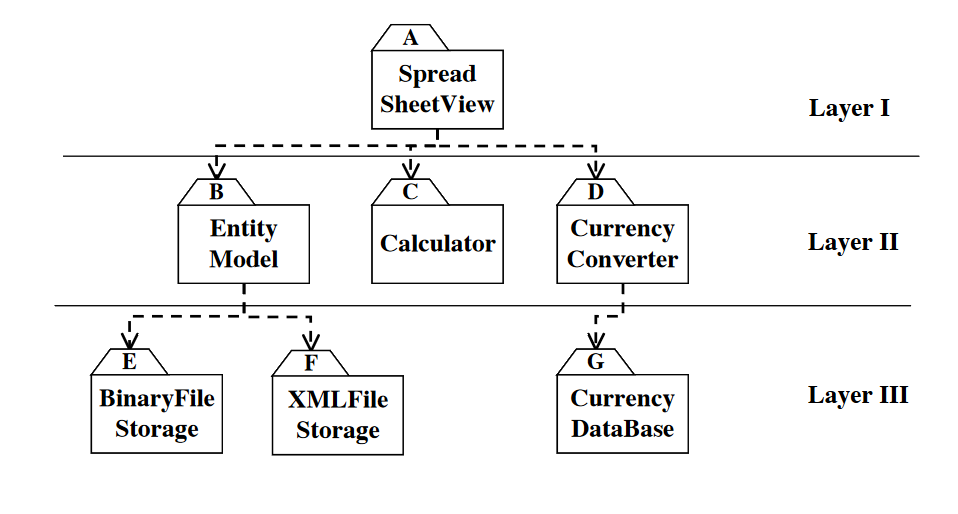 A
Spread
SheetView
Layer I
B
C
D
Entity
Model
Calculator
Currency
Converter
Layer II
E
F
G
BinaryFile
Storage
XMLFile
Storage
Currency
DataBase
Layer III